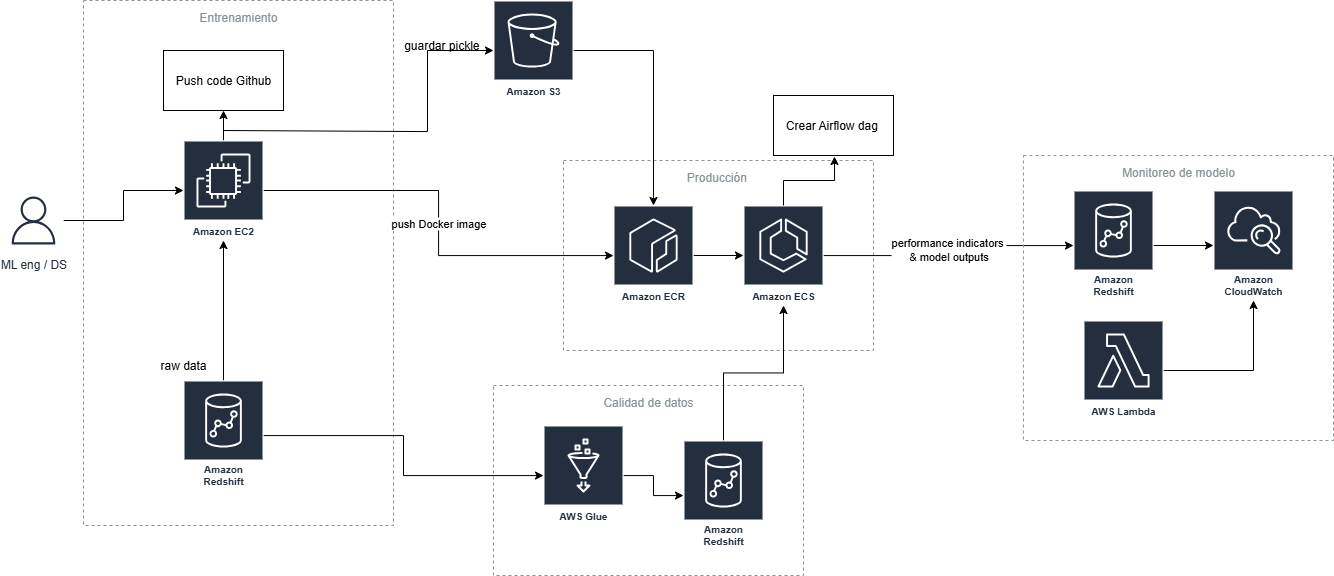 Entrenamiento
Push code Github
guardar pickle
Amazon S3
Crear Airflow dag
Amazon EC2
ML eng / DS
push Docker image
Producción
Amazon ECR
Amazon ECS
performance indicators
& model outputs
Monitoreo de modelo
Amazon
Redshift
Amazon
CloudWatch
AWS Lambda
raw data
Amazon
Redshift
Calidad de datos
AWS Glue
Amazon
Redshift